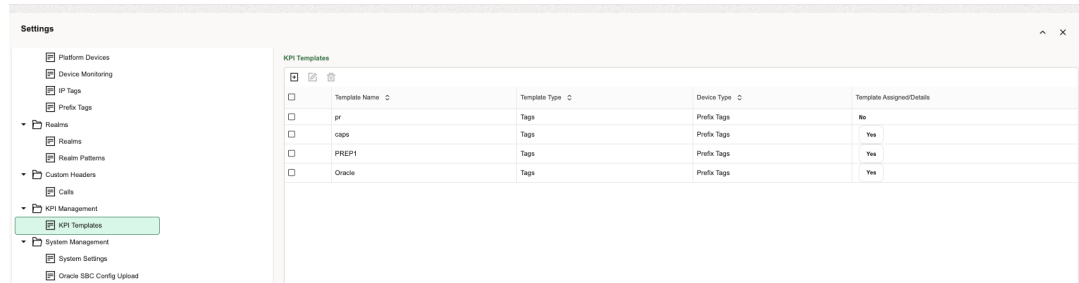 Settings
Platform Devices
Device Monitoring
IP Tags
Prefix Tags
Realms
Realms
Realm Patterns
Custom Headers
Calls
KPI Management
KPI Templates
System Management
System Settings
Oracle SBC Config Upload
KPI Templates
Template Name Template Type Device Type Template Assigned/Details
pr Tags Prefix Tags No
caps Tags Prefix Tags Yes
PREP1 Tags Prefix Tags Yes
Oracle Tags Prefix Tags Yes